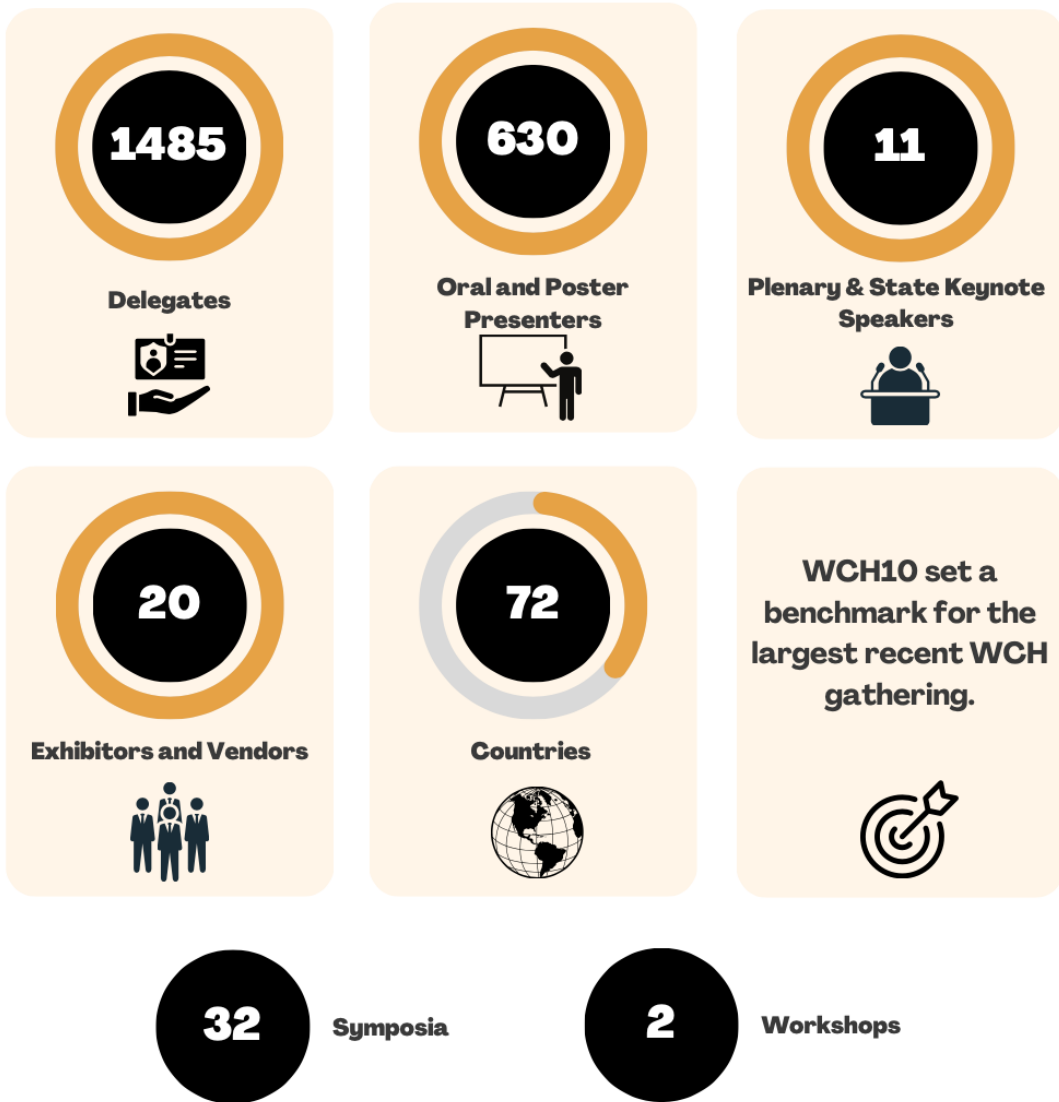 1485
Delegates
630
Oral and Poster
Presenters
11
Plenary & State Keynote
Speakers
20
Exhibitors and Vendors
72
Countries
WCH10 set a
benchmark for the
largest recent WCH
gathering.
32
Symposia
2
Workshops